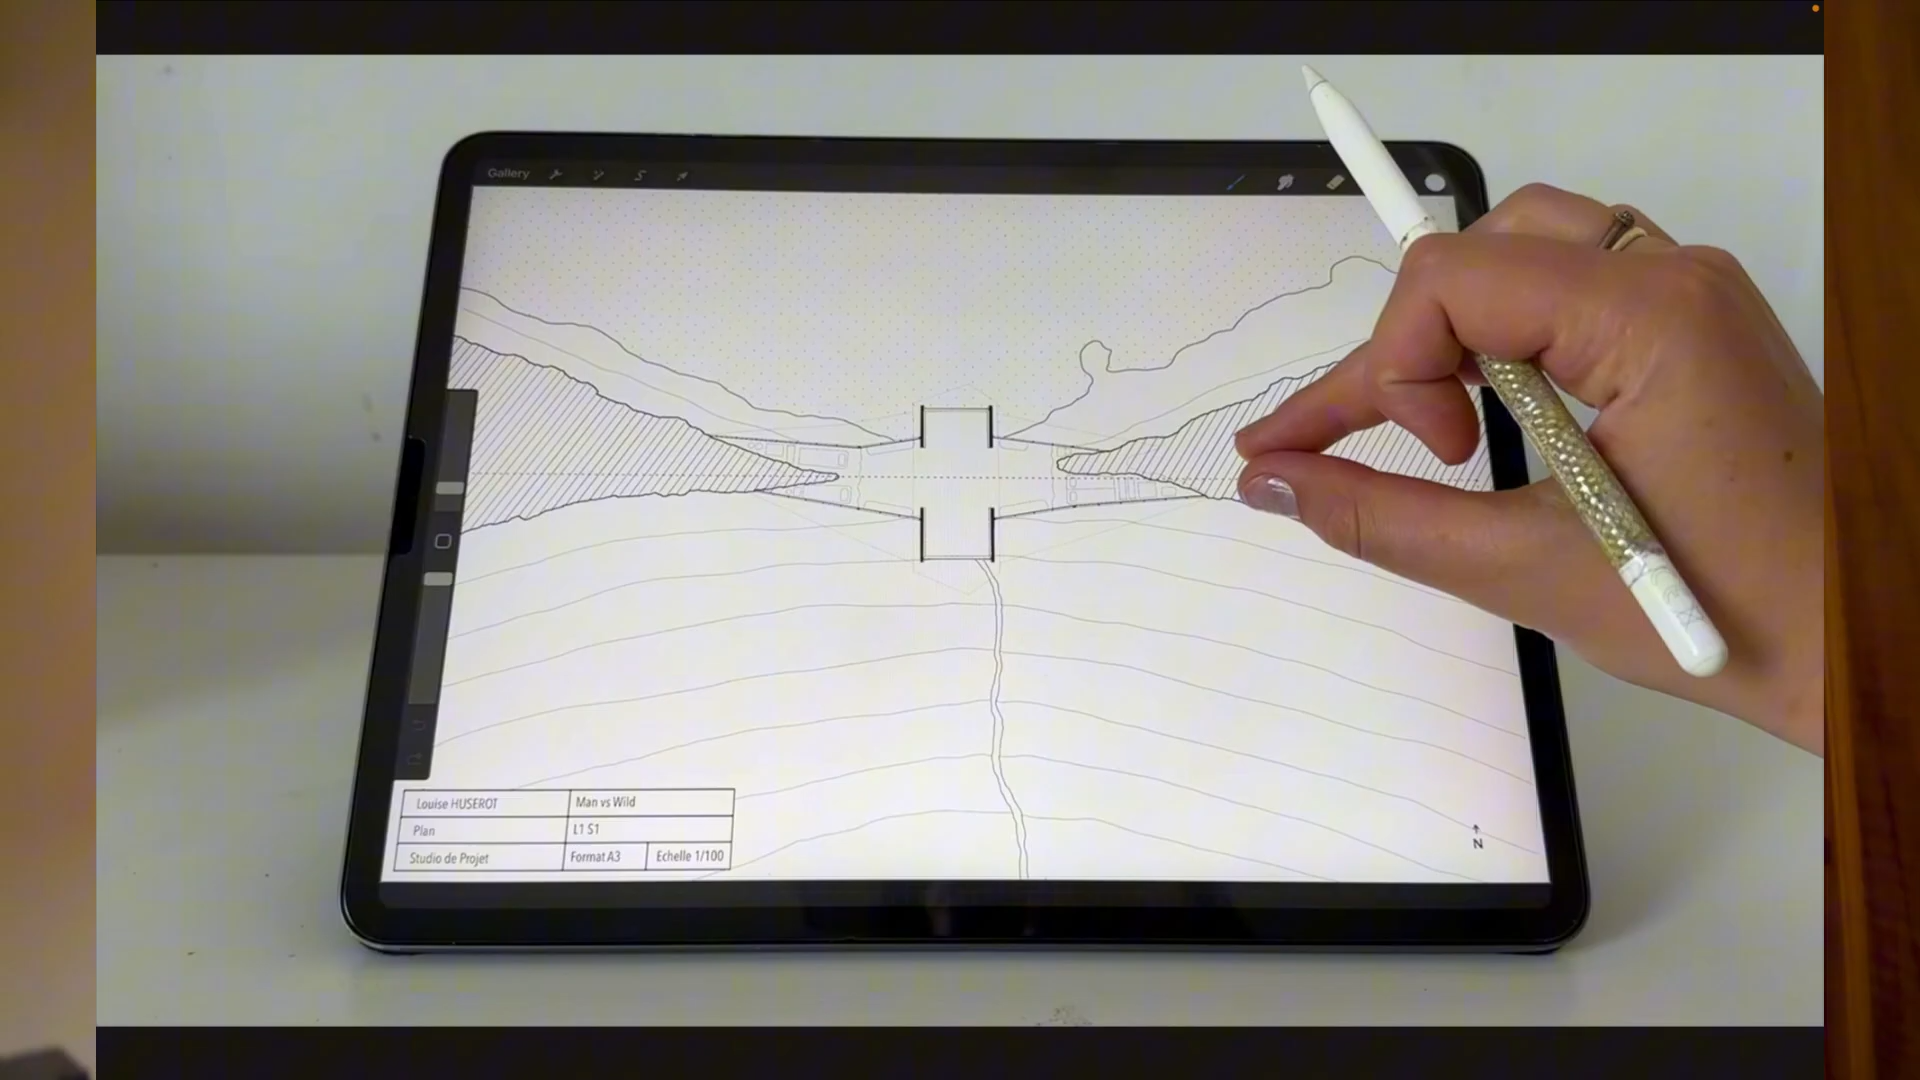 Gallery
Louise HUSEROT Man vs Wild
Plan L1 S1
Studio de Projet Format A3 Echelle 1/100
N